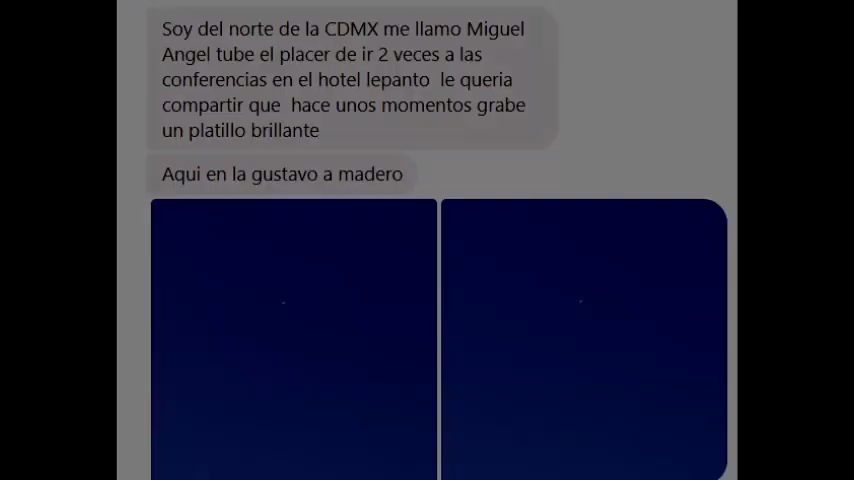 Soy del norte de la CDMX me llamo Miguel
Angel tube el placer de ir 2 veces a las
conferencias en el hotel lepanto le queria
compartir que hace unos momentos grabe
un platillo brillante
Aqui en la gustavo a madero